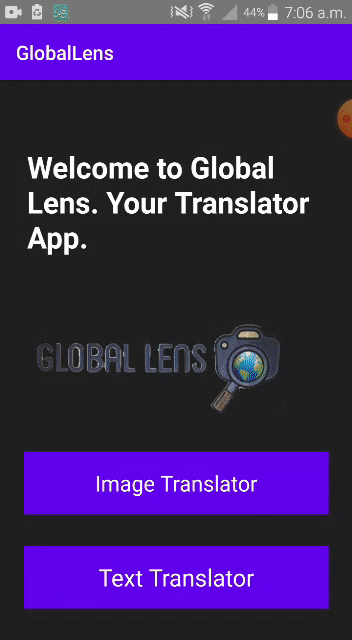 44% 7:06 a.m.
GlobalLens
Welcome to Global
Lens. Your Translator
App.
GLOBAL LENS
Image Translator
Text Translator